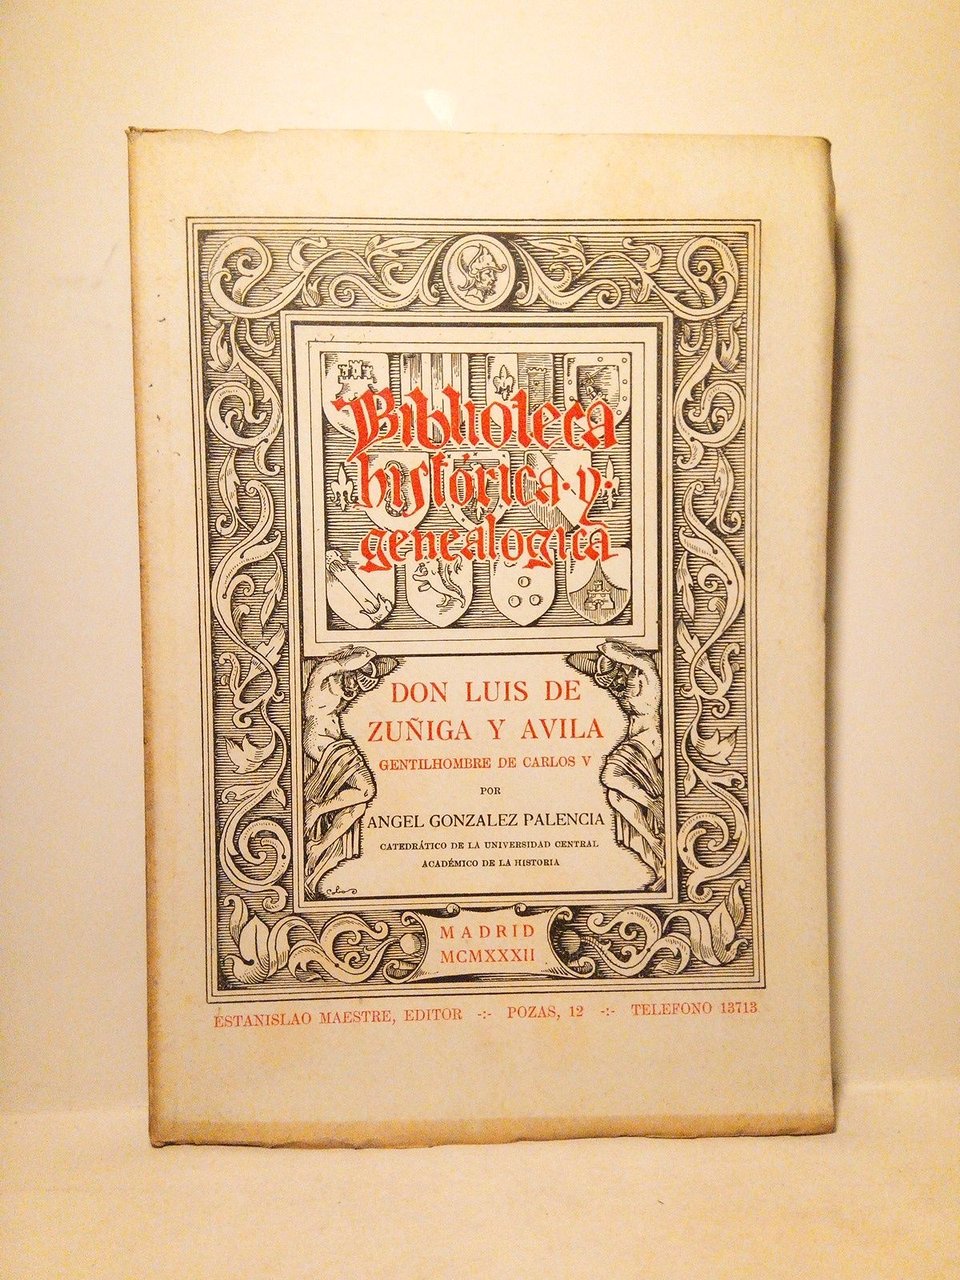 Biblioteca
histórica · y ·
genealogica
DON LUIS DE
ZUÑIGA Y AVILA
GENTILHOMBRE DE CARLOS V
POR
ANGEL GONZALEZ PALENCIA
CATEDRÁTICO DE LA UNIVERSIDAD CENTRAL
ACADÉMICO DE LA HISTORIA
MADRID
MCMXXXII
ESTANISLAO MAESTRE, EDITOR -:- POZAS, 12 -:- TELEFONO 13713